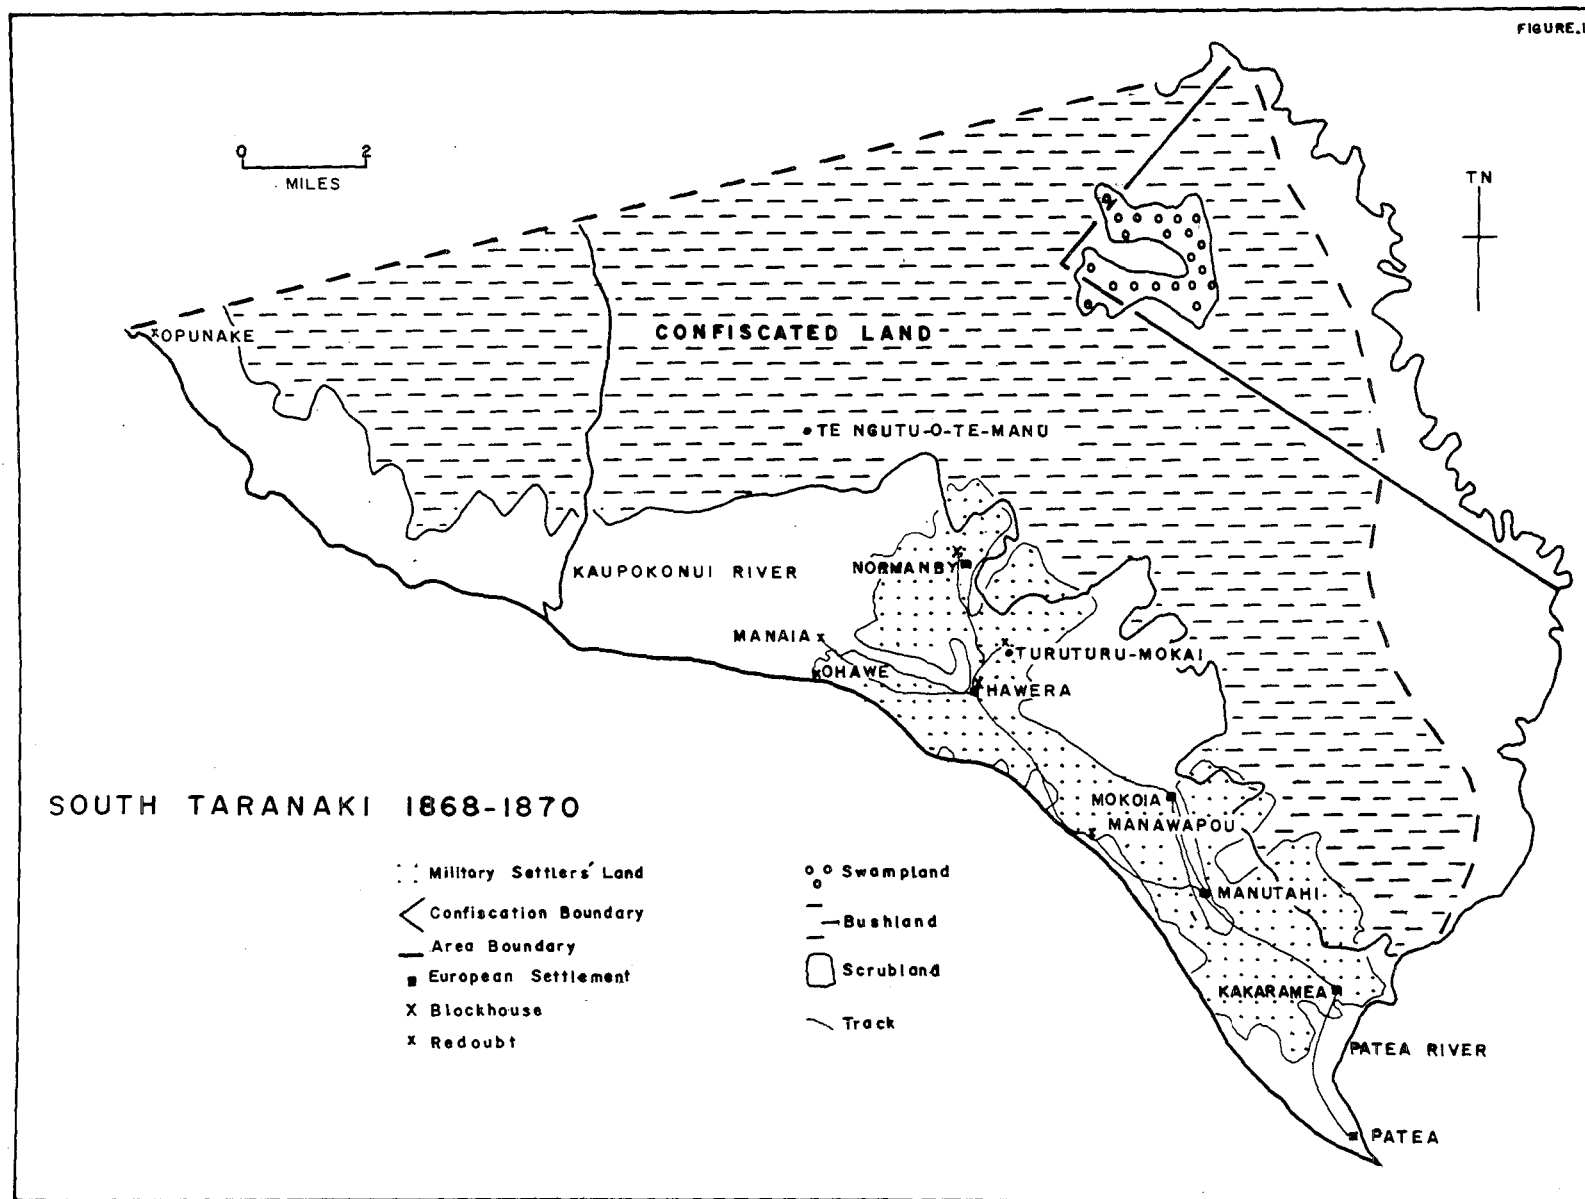 FIGURE.1
0 2
MILES
TN
OPUNAKE
CONFISCATED LAND
TE NGUTU-O-TE-MANU
KAUPOKONUI RIVER
NORMANBY
MANAIA
TURUTURU-MOKAI
OHAWE
HAWERA
SOUTH TARANAKI 1868-1870
MOKOIA
MANAWAPOU
MANUTAHI
KAKARAMEA
PATEA RIVER
PATEA
Military Settlers' Land
Confiscation Boundary
Area Boundary
European Settlement
Blockhouse
Redoubt
Swampland
Bushland
Scrubland
Track